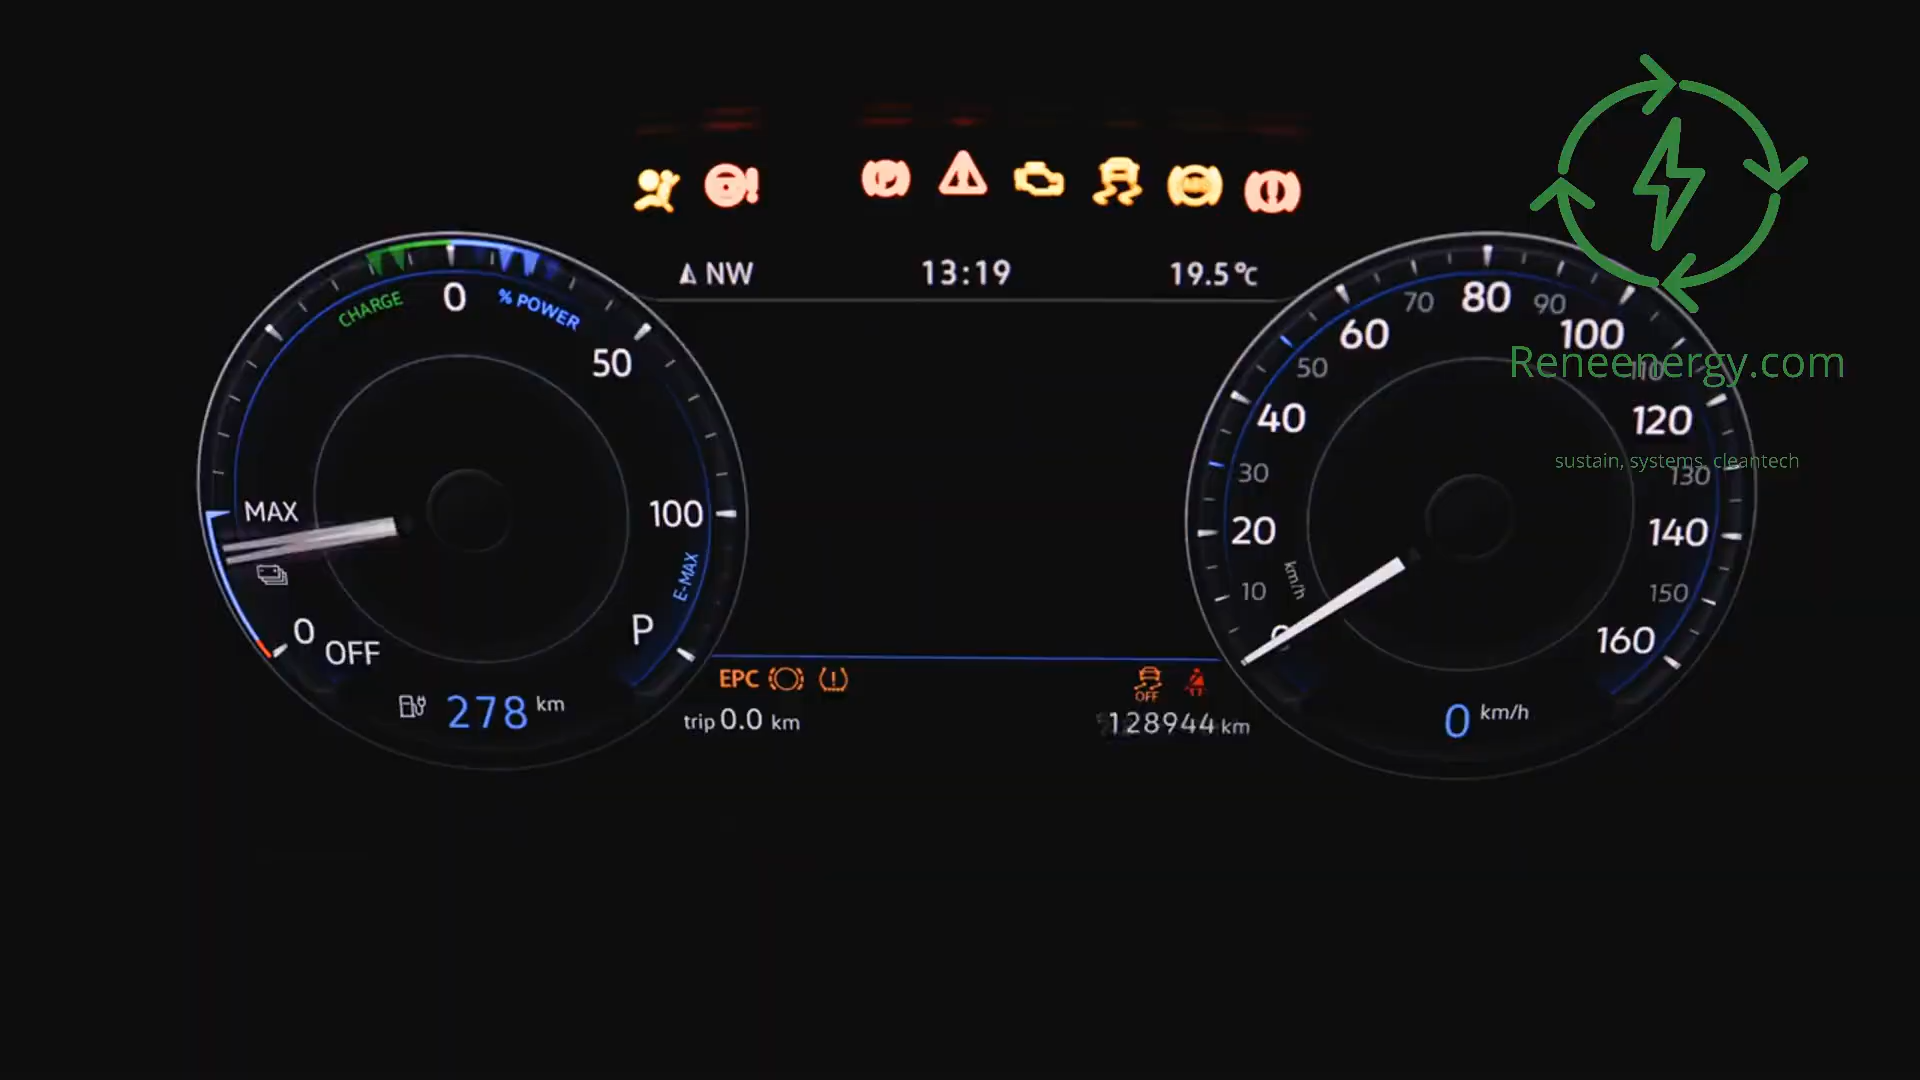 NW
13:19
19.5°C
CHARGE
0
% POWER
50
MAX
100
E-MAX
0
OFF
P
278 km
EPC
OFF
trip 0.0 km
128944 km
70
80
90
60
100
50
110
40
120
30
130
20
140
10
km/h
150
0
160
0 km/h
Reneenergy.com
sustain, systems, cleantech